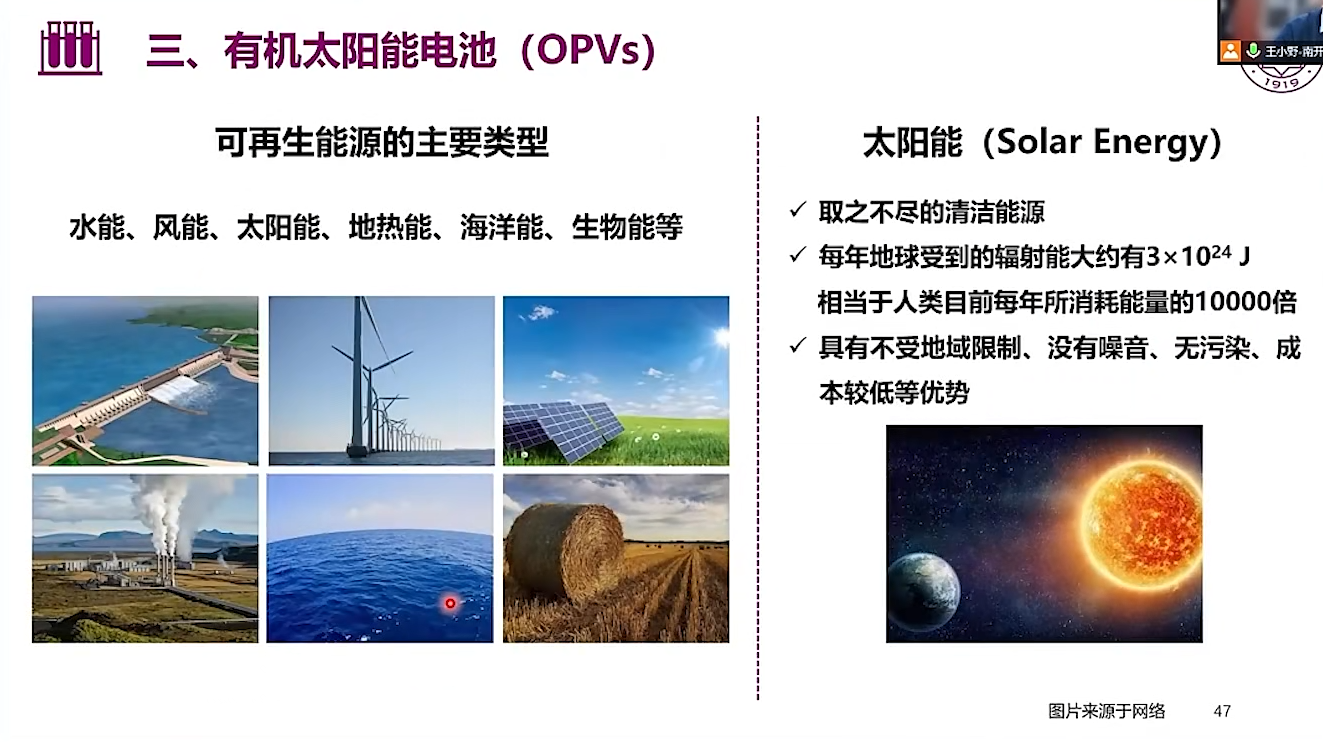 三、有机太阳能电池（OPVs）
王小野-南开
1919
可再生能源的主要类型
水能、风能、太阳能、地热能、海洋能、生物能等
太阳能（Solar Energy）
✓ 取之不尽的清洁能源
✓ 每年地球受到的辐射能大约有3×10²⁴ J
相当于人类目前每年所消耗能量的10000倍
✓ 具有不受地域限制、没有噪音、无污染、成
本较低等优势
图片来源于网络
47